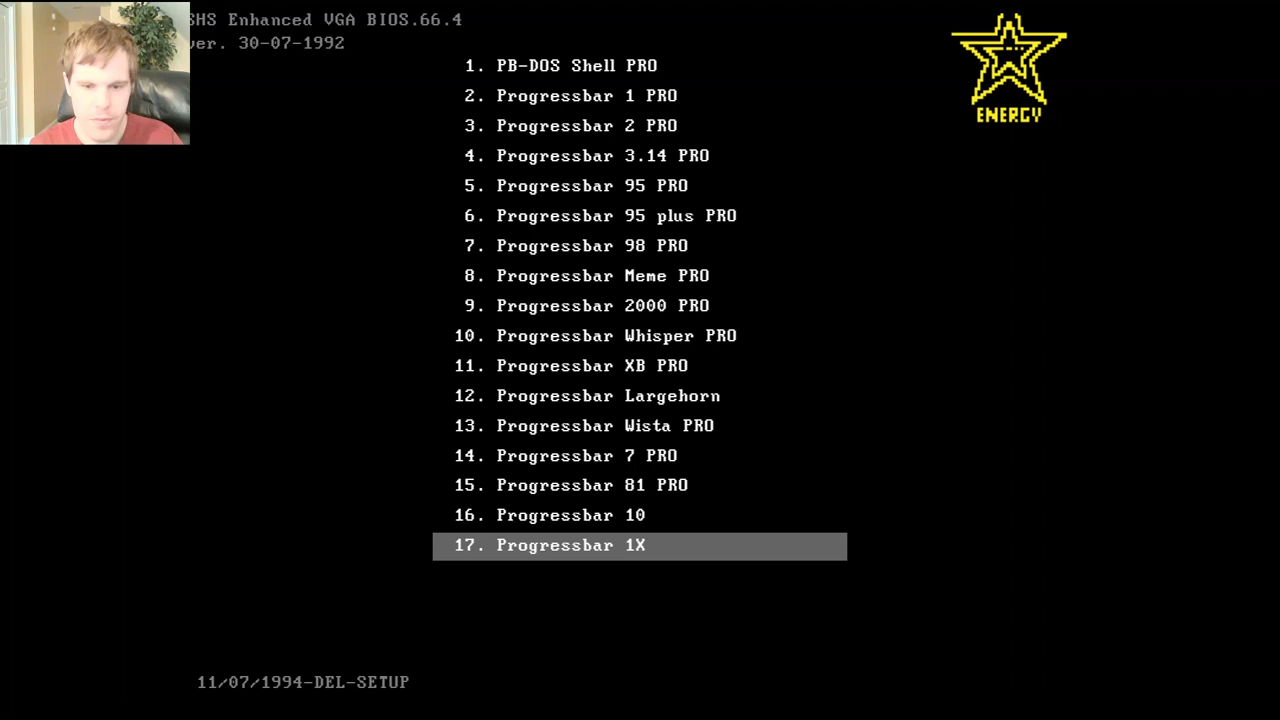 SHS Enhanced VGA BIOS.66.4
ver. 30-07-1992
ENERGY
1. PB-DOS Shell PRO
2. Progressbar 1 PRO
3. Progressbar 2 PRO
4. Progressbar 3.14 PRO
5. Progressbar 95 PRO
6. Progressbar 95 plus PRO
7. Progressbar 98 PRO
8. Progressbar Meme PRO
9. Progressbar 2000 PRO
10. Progressbar Whisper PRO
11. Progressbar XB PRO
12. Progressbar Largehorn
13. Progressbar Wista PRO
14. Progressbar 7 PRO
15. Progressbar 81 PRO
16. Progressbar 10
17. Progressbar 1X
11/07/1994-DEL-SETUP